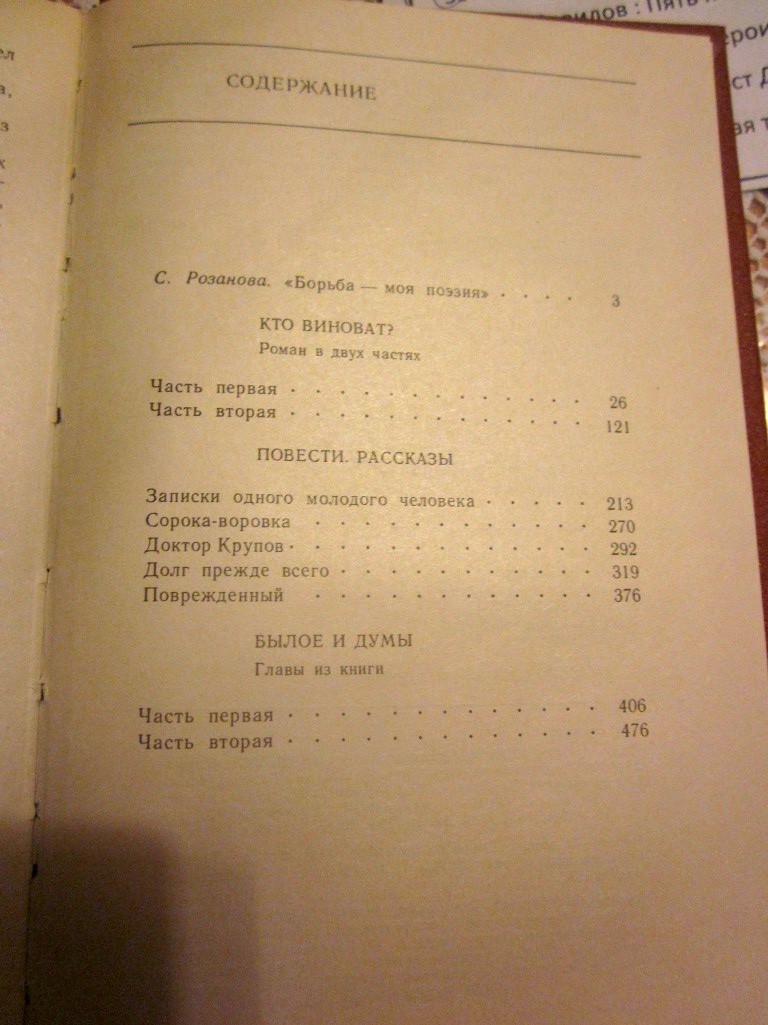 СОДЕРЖАНИЕ
С. Розанова. «Борьба — моя поэзия» . . . . 3
КТО ВИНОВАТ?
Роман в двух частях
Часть первая . . . . . . . . . . . . 26
Часть вторая . . . . . . . . . . . . 121
ПОВЕСТИ. РАССКАЗЫ
Записки одного молодого человека . . . . . 213
Сорока-воровка . . . . . . . . . . . 270
Доктор Крупов . . . . . . . . . . . . 292
Долг прежде всего . . . . . . . . . . 319
Поврежденный . . . . . . . . . . . 376
БЫЛОЕ И ДУМЫ
Главы из книги
Часть первая . . . . . . . . . . . . 406
Часть вторая . . . . . . . . . . . . 476